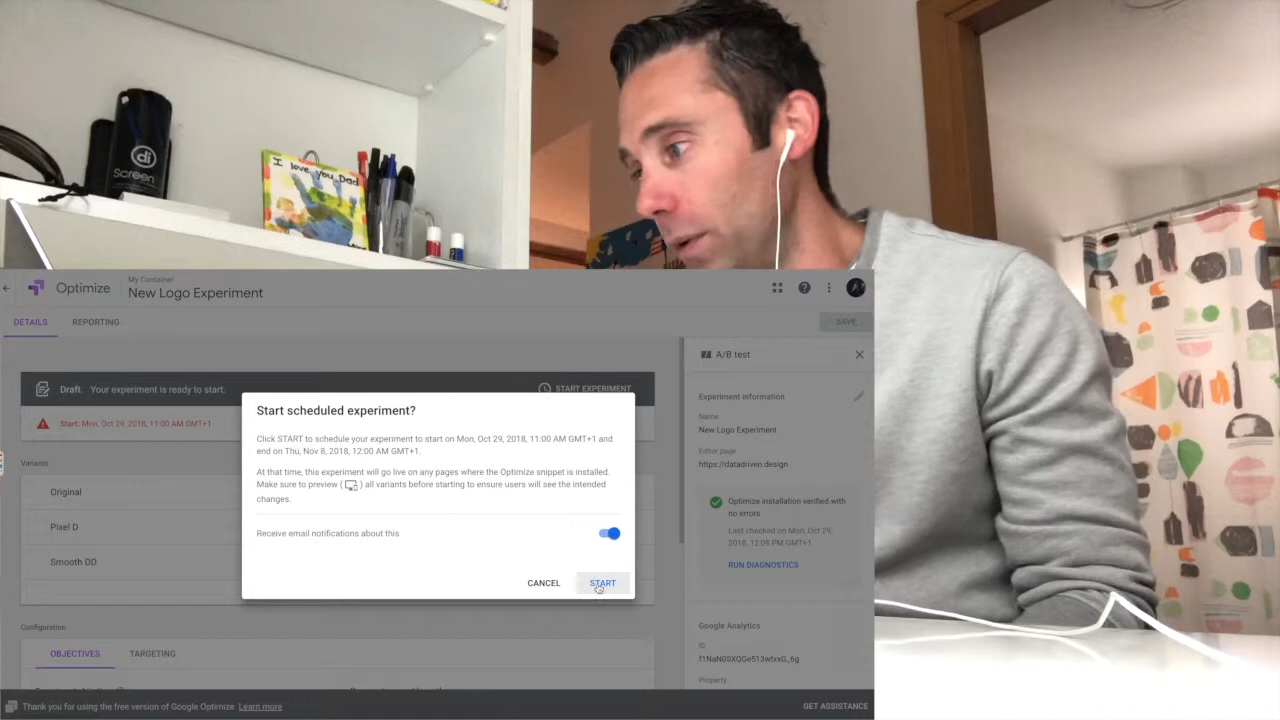 di
Screen
I love you Dad
My Container
Optimize
New Logo Experiment
DETAILS
REPORTING
SAVE
A/B test
Draft. Your experiment is ready to start.
START EXPERIMENT
Start: Mon, Oct 29, 2018, 11:00 AM GMT+1
Variants
Original
Pixel D
Smooth DD
Configuration
OBJECTIVES
TARGETING
Start scheduled experiment?
Click START to schedule your experiment to start on Mon, Oct 29, 2018, 11:00 AM GMT+1 and
end on Thu, Nov 8, 2018, 12:00 AM GMT+1.
At that time, this experiment will go live on any pages where the Optimize snippet is installed.
Make sure to preview ( ) all variants before starting to ensure users will see the intended
changes.
Receive email notifications about this
CANCEL
START
Experiment information
Name
New Logo Experiment
Editor page
https://datadriven.design
Optimize installation verified with
no errors
Last checked on Mon, Oct 29,
2018, 12:09 PM GMT+1
RUN DIAGNOSTICS
Google Analytics
ID
Property
Thank you for using the free version of Google Optimize. Learn more
GET ASSISTANCE